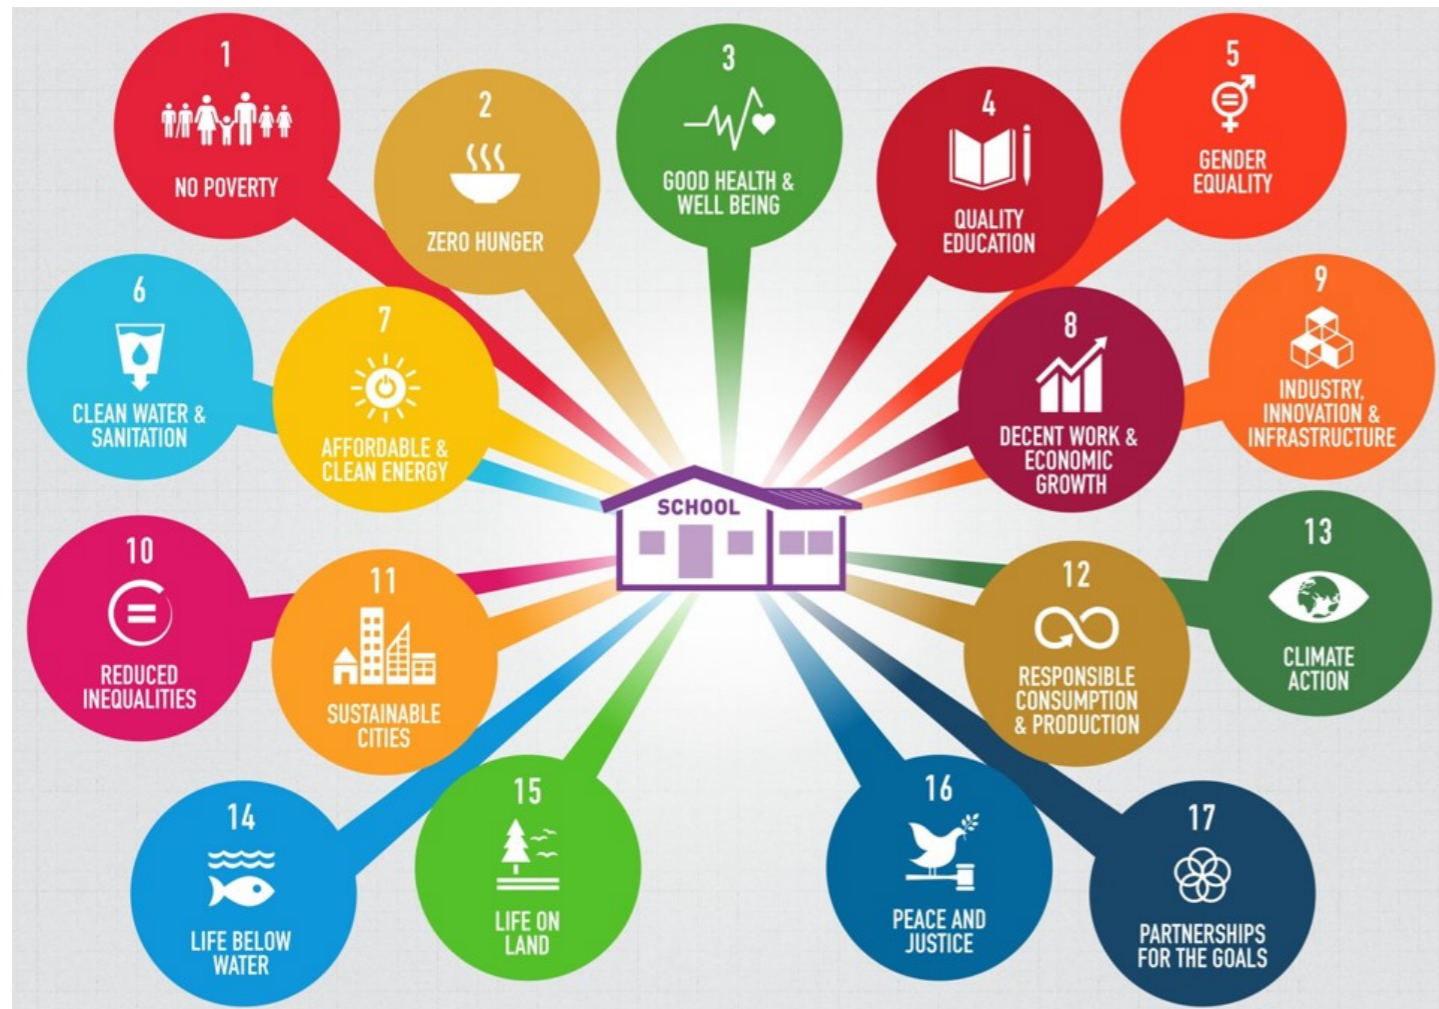 1
NO POVERTY
2
ZERO HUNGER
3
GOOD HEALTH &
WELL BEING
4
QUALITY
EDUCATION
5
GENDER
EQUALITY
6
CLEAN WATER &
SANITATION
7
AFFORDABLE &
CLEAN ENERGY
8
DECENT WORK &
ECONOMIC
GROWTH
9
INDUSTRY,
INNOVATION &
INFRASTRUCTURE
SCHOOL
10
REDUCED
INEQUALITIES
11
SUSTAINABLE
CITIES
12
RESPONSIBLE
CONSUMPTION
& PRODUCTION
13
CLIMATE
ACTION
14
LIFE BELOW
WATER
15
LIFE ON
LAND
16
PEACE AND
JUSTICE
17
PARTNERSHIPS
FOR THE GOALS